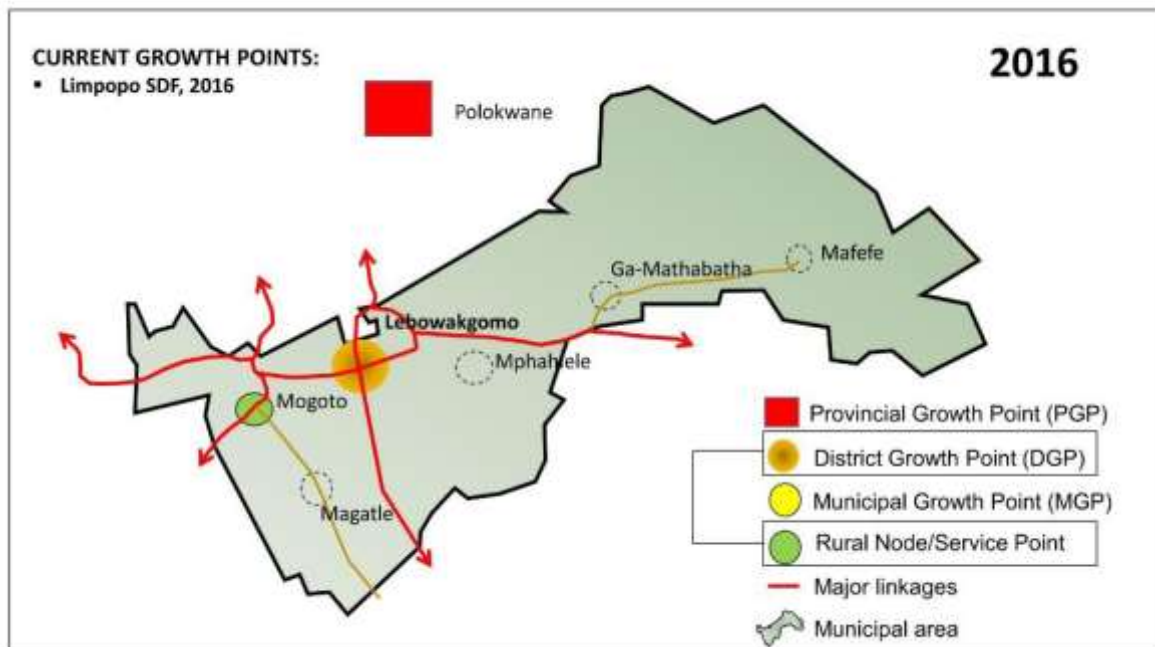 CURRENT GROWTH POINTS:
▪ Limpopo SDF, 2016
2016
Polokwane
Mafefe
Ga-Mathabatha
Lebowakgomo
Mphahlele
Mogoto
Magatle
Provincial Growth Point (PGP)
District Growth Point (DGP)
Municipal Growth Point (MGP)
Rural Node/Service Point
Major linkages
Municipal area